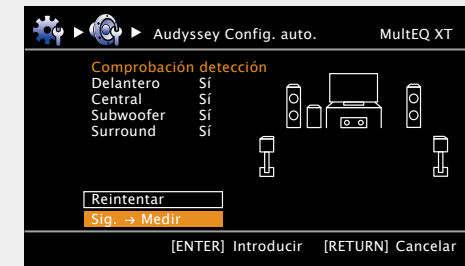 Audyssey Config. auto. MultEQ XT
Comprobación detección
Delantero Sí
Central Sí
Subwoofer Sí
Surround Sí
Reintentar
Sig. → Medir
[ENTER] Introducir [RETURN] Cancelar